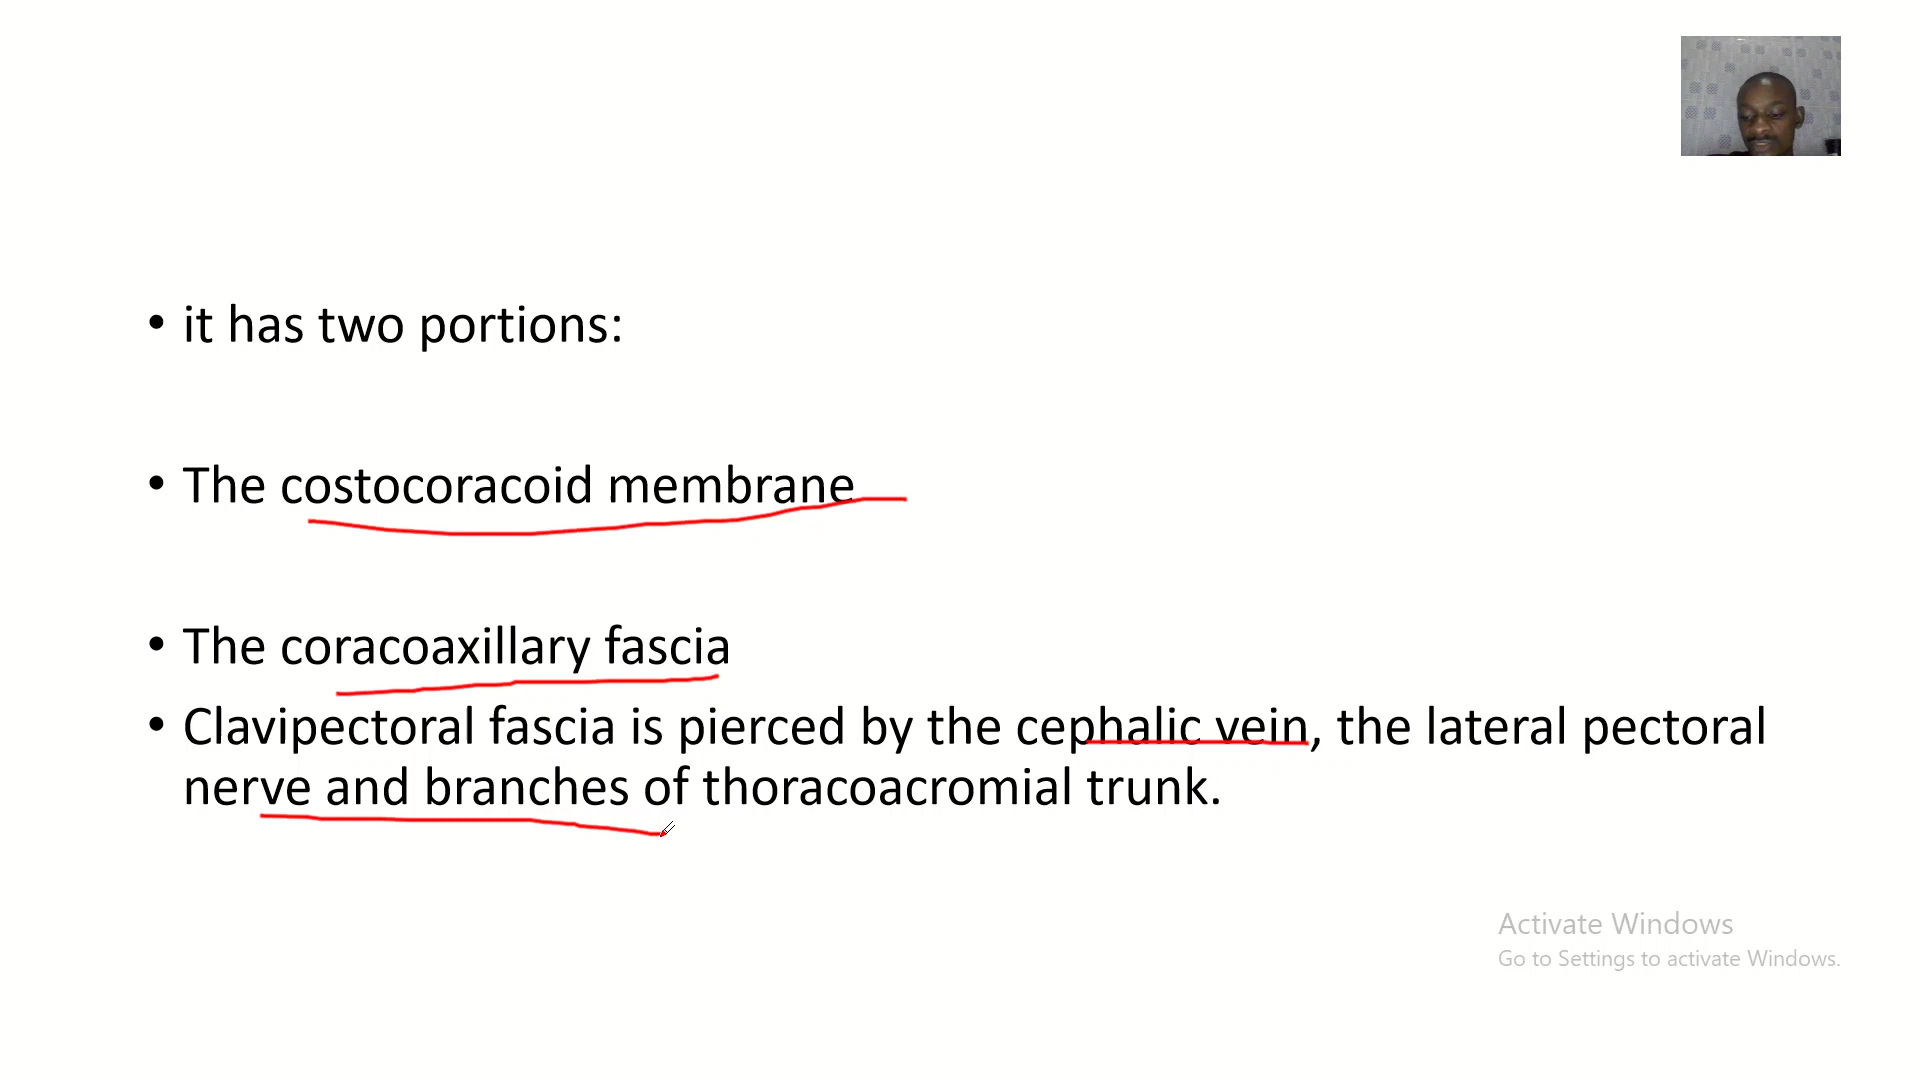 • it has two portions:
• The costocoracoid membrane
• The coracoaxillary fascia
• Clavipectoral fascia is pierced by the cephalic vein, the lateral pectoral
nerve and branches of thoracoacromial trunk.
Activate Windows
Go to Settings to activate Windows.